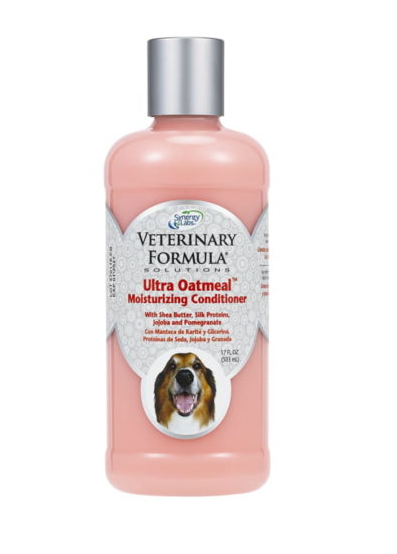 Synergy
Labs™
VETERINARY
FORMULA®
SOLUTIONS
Ultra Oatmeal™
Moisturizing Conditioner
With Shea Butter, Silk Proteins,
Jojoba and Pomegranate
Con Manteca de Karité y Glicerina,
Proteínas de Seda, Jojoba y Granada
17 FL OZ
(503 mL)